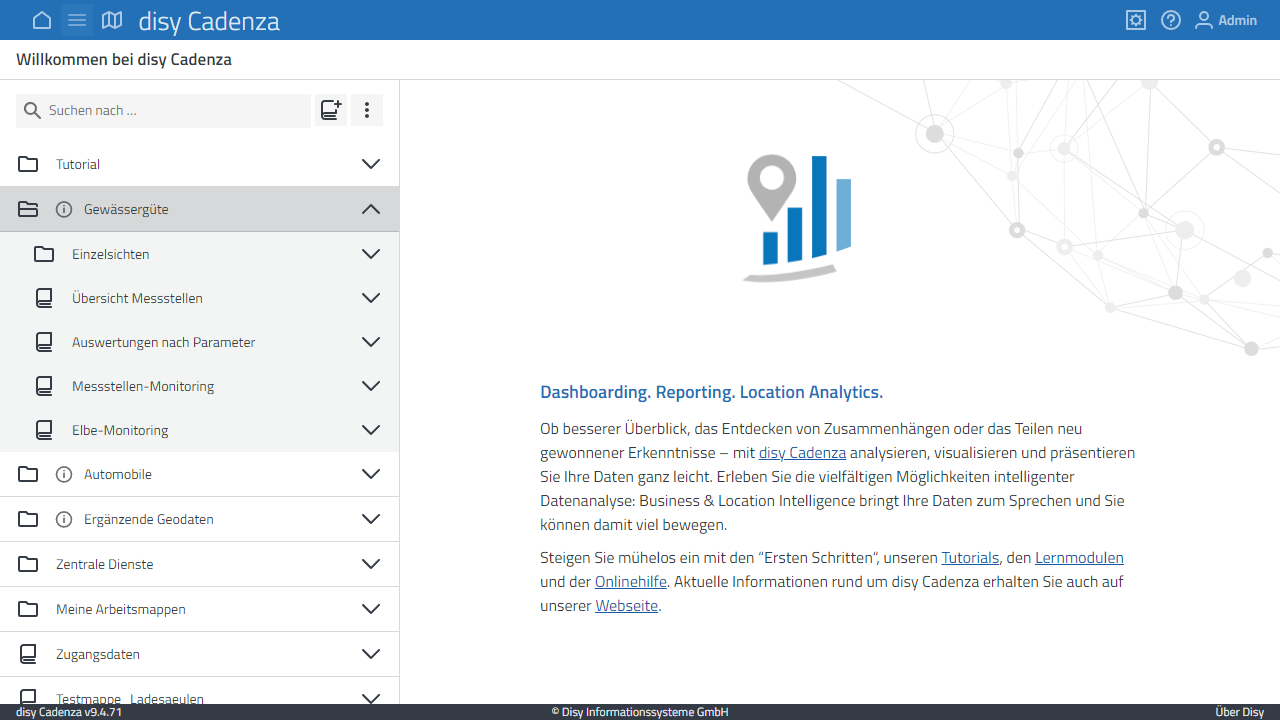 disy Cadenza
Admin
Willkommen bei disy Cadenza
Suchen nach ...
Tutorial
Gewässergüte
Einzelsichten
Übersicht Messstellen
Auswertungen nach Parameter
Messstellen-Monitoring
Elbe-Monitoring
Automobile
Ergänzende Geodaten
Zentrale Dienste
Meine Arbeitsmappen
Zugangsdaten
Testmappe_Ladesaeulen
Dashboarding. Reporting. Location Analytics.
Ob besserer Überblick, das Entdecken von Zusammenhängen oder das Teilen neu
gewonnener Erkenntnisse – mit disy Cadenza analysieren, visualisieren und präsentieren
Sie Ihre Daten ganz leicht. Erleben Sie die vielfältigen Möglichkeiten intelligenter
Datenanalyse: Business & Location Intelligence bringt Ihre Daten zum Sprechen und Sie
können damit viel bewegen.
Steigen Sie mühelos ein mit den “Ersten Schritten“, unseren Tutorials, den Lernmodulen
und der Onlinehilfe. Aktuelle Informationen rund um disy Cadenza erhalten Sie auch auf
unserer Webseite.
disy Cadenza v9.4.71
© Disy Informationssysteme GmbH
Über Disy